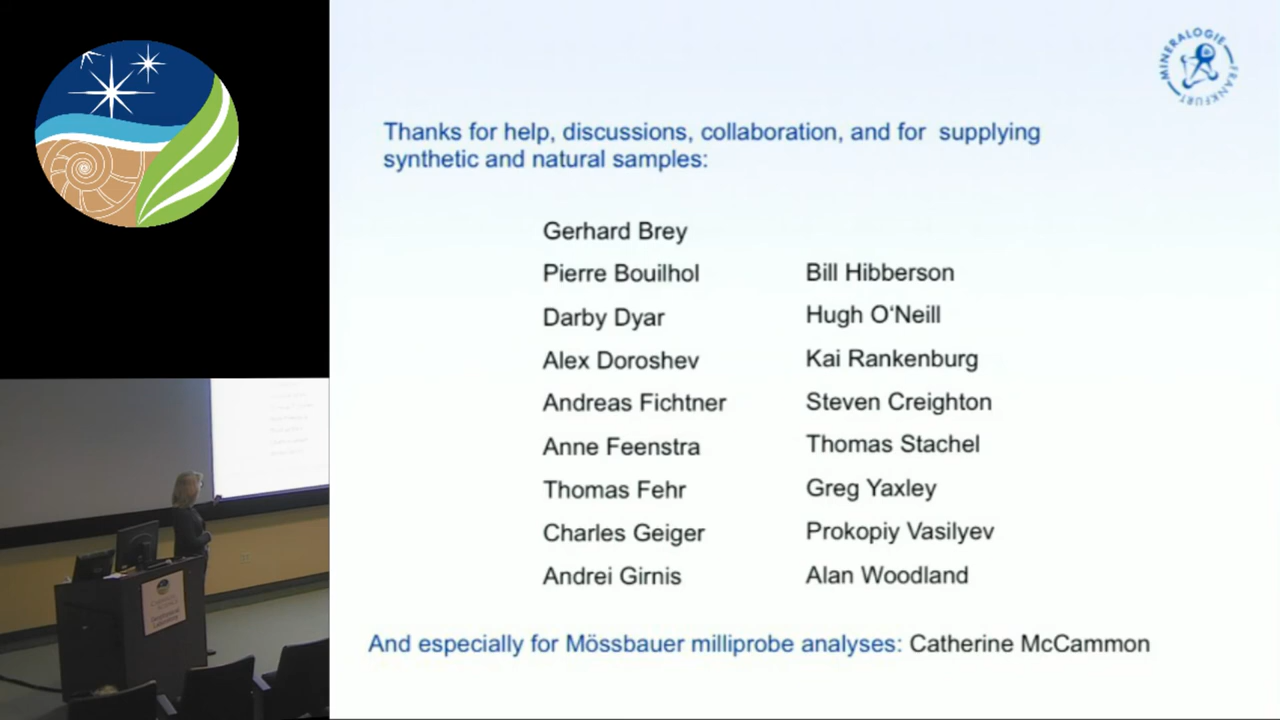 MINERALOGIE FRANKFURT
Thanks for help, discussions, collaboration, and for supplying
synthetic and natural samples:
Gerhard Brey
Pierre Bouilhol
Darby Dyar
Alex Doroshev
Andreas Fichtner
Anne Feenstra
Thomas Fehr
Charles Geiger
Andrei Girnis
Bill Hibberson
Hugh O‘Neill
Kai Rankenburg
Steven Creighton
Thomas Stachel
Greg Yaxley
Prokopiy Vasilyev
Alan Woodland
And especially for Mössbauer milliprobe analyses: Catherine McCammon